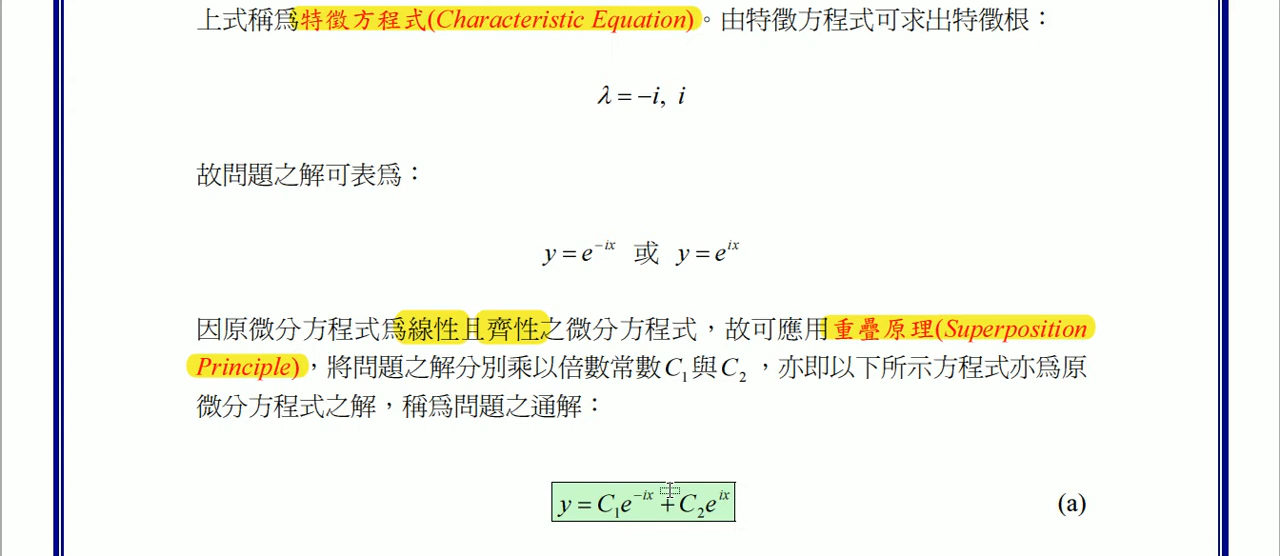 上式稱為特徵方程式(Characteristic Equation)。由特徵方程式可求出特徵根：
λ = −i, i
故問題之解可表為：
y = e^{−ix} 或 y = e^{ix}
因原微分方程式為線性且齊性之微分方程式，故可應用重疊原理(Superposition
Principle)，將問題之解分別乘以倍數常數C₁與C₂，亦即以下所示方程式亦為原
微分方程式之解，稱為問題之通解：
y = C₁e^{−ix} + C₂e^{ix} (a)